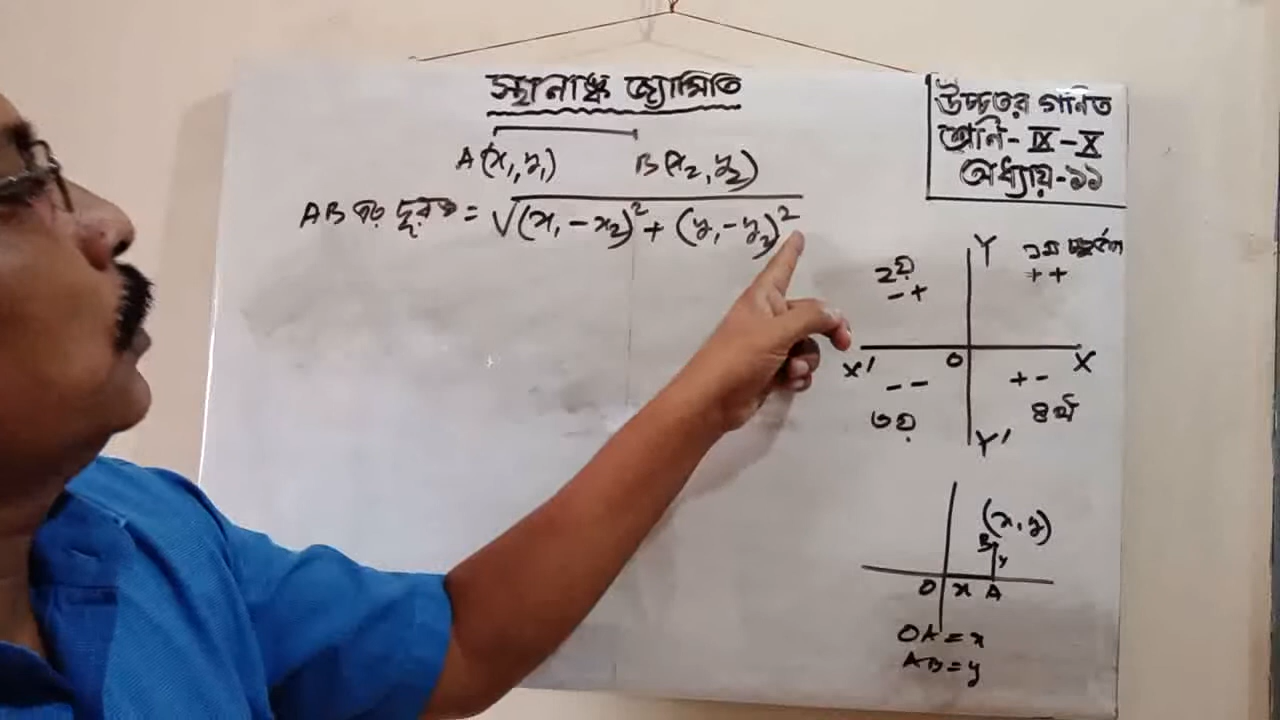 স্থানাঙ্ক জ্যামিতি
A(x₁, y₁) B(x₂, y₂)
AB এর দূরত্ব = √(x₁ - x₂)² + (y₁ - y₂)²
উচ্চতর গনিত
শ্রেনি - IX - X
অধ্যায় - ১১
Y
১ম চতুর্ভাগ
+ +
২য়
- +
X' O X
- -
৩য়
+ -
৪র্থ
Y'
(x, y)
B
y
O x A
OA = x
AB = y